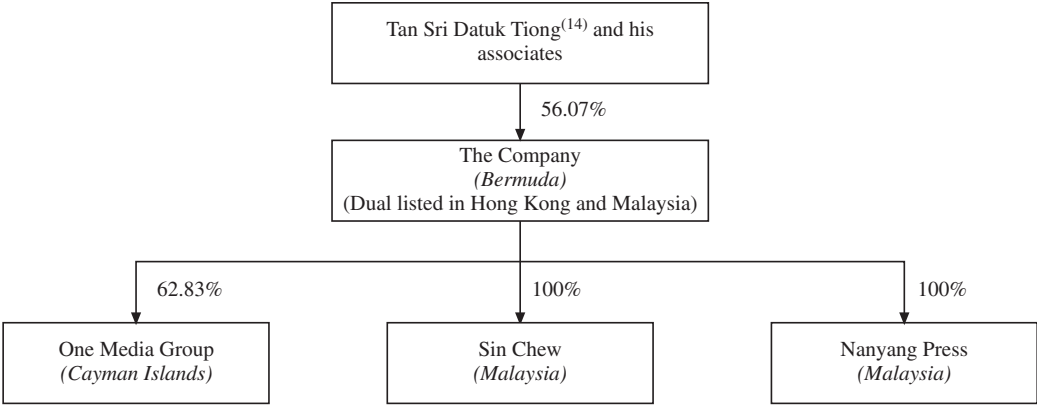 Tan Sri Datuk Tiong(14) and his
associates
56.07%
The Company
(Bermuda)
(Dual listed in Hong Kong and Malaysia)
62.83%
100%
100%
One Media Group
(Cayman Islands)
Sin Chew
(Malaysia)
Nanyang Press
(Malaysia)